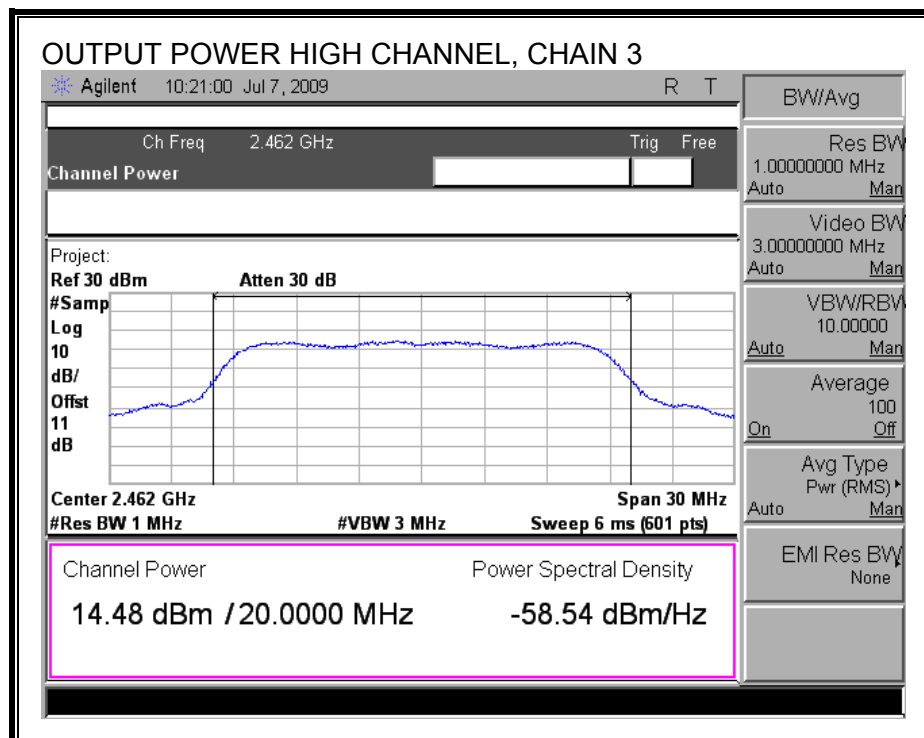 OUTPUT POWER HIGH CHANNEL, CHAIN 3
Agilent 10:21:00 Jul 7, 2009 R T
Ch Freq 2.462 GHz Trig Free
Channel Power
Project:
Ref 30 dBm Atten 30 dB
#Samp
Log
10
dB/
Offst
11
dB
Center 2.462 GHz Span 30 MHz
#Res BW 1 MHz #VBW 3 MHz Sweep 6 ms (601 pts)
Channel Power Power Spectral Density
14.48 dBm / 20.0000 MHz -58.54 dBm/Hz
BW/Avg
Res BW
1.00000000 MHz
Auto Man
Video BW
3.00000000 MHz
Auto Man
VBW/RBW
10.00000
Auto Man
Average
100
On Off
Avg Type
Pwr (RMS)
Auto Man
EMI Res BW
None